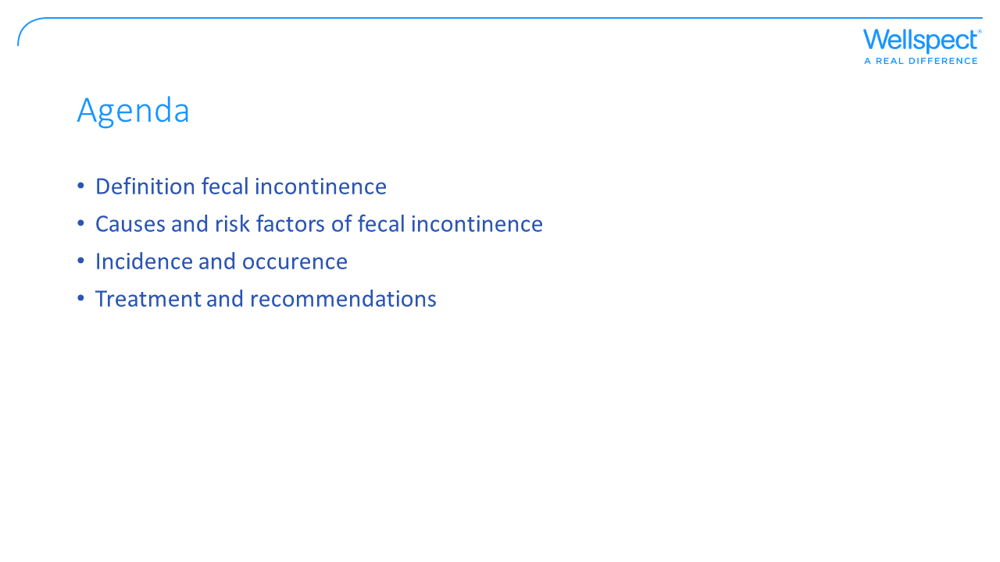 Wellspect®
A REAL DIFFERENCE
Agenda
• Definition fecal incontinence
• Causes and risk factors of fecal incontinence
• Incidence and occurence
• Treatment and recommendations